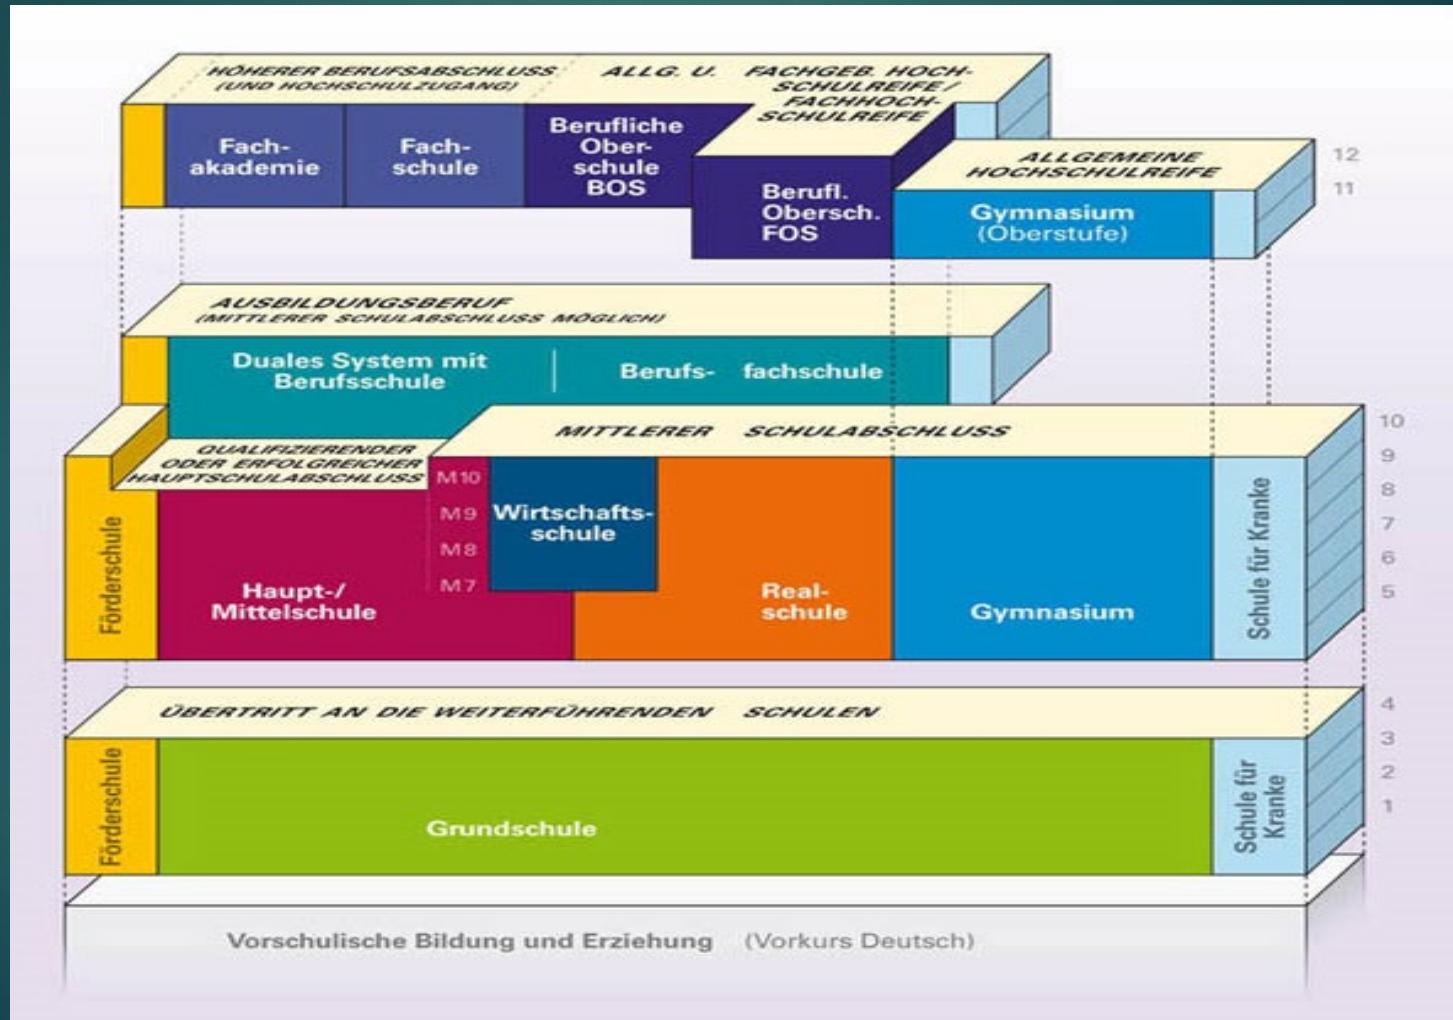 HÖHERER BERUFSABSCHLUSS
(UND HOCHSCHULZUGANG)
ALLG. U. FACHGEB. HOCH-
SCHULREIFE /
FACHHOCH-
SCHULREIFE
Fach-
akademie
Fach-
schule
Berufliche
Ober-
schule
BOS
Berufl.
Obersch.
FOS
ALLGEMEINE
HOCHSCHULREIFE
Gymnasium
(Oberstufe)
12
11
AUSBILDUNGSBERUF
(MITTLERER SCHULABSCHLUSS MÖGLICH)
Duales System mit
Berufsschule
Berufs- fachschule
QUALIFIZIERENDER
ODER ERFOLGREICHER
HAUPTSCHULABSCHLUSS
MITTLERER SCHULABSCHLUSS
Förderschule
Haupt-/
Mittelschule
M10
M9
M8
M7
Wirtschafts-
schule
Real-
schule
Gymnasium
Schule für Kranke
10
9
8
7
6
5
ÜBERTRITT AN DIE WEITERFÜHRENDEN SCHULEN
Förderschule
Grundschule
Schule für
Kranke
4
3
2
1
Vorschulische Bildung und Erziehung (Vorkurs Deutsch)